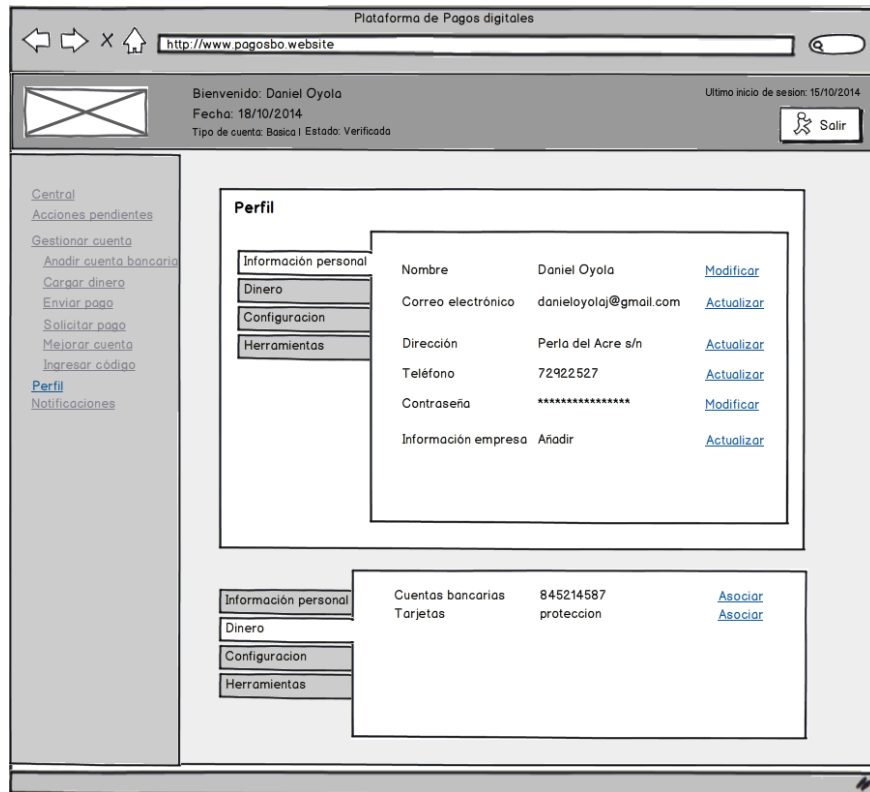 Plataforma de Pagos digitales
http://www.pagosbo.website
Bienvenido: Daniel Oyola
Ultimo inicio de sesion: 15/10/2014
Fecha: 18/10/2014
Tipo de cuenta: Basica | Estado: Verificada
Salir
Central
Acciones pendientes
Gestionar cuenta
Anadir cuenta bancaria
Cargar dinero
Enviar pago
Solicitar pago
Mejorar cuenta
Ingresar código
Perfil
Notificaciones
Perfil
Información personal
Dinero
Configuracion
Herramientas
Nombre Daniel Oyola Modificar
Correo electrónico danieloyolaj@gmail.com Actualizar
Dirección Perla del Acre s/n Actualizar
Teléfono 72922527 Actualizar
Contraseña **************** Modificar
Información empresa Añadir Actualizar
Información personal
Dinero
Configuracion
Herramientas
Cuentas bancarias 845214587 Asociar
Tarjetas proteccion Asociar